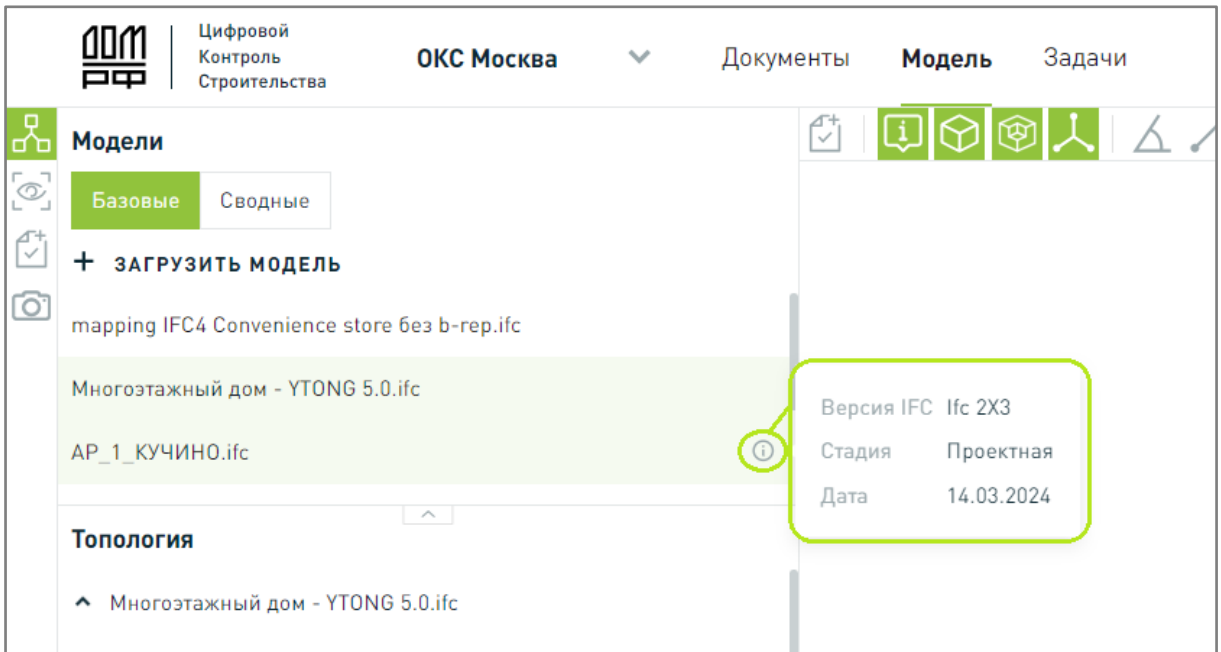 ДОМ
РФ
Цифровой
Контроль
Строительства
ОКС Москва
Документы
Модель
Задачи
Модели
Базовые
Сводные
+ ЗАГРУЗИТЬ МОДЕЛЬ
mapping IFC4 Convenience store без b-rep.ifc
Многоэтажный дом - YTONG 5.0.ifc
АР_1_КУЧИНО.ifc
Версия IFC Ifc 2X3
Стадия Проектная
Дата 14.03.2024
Топология
Многоэтажный дом - YTONG 5.0.ifc